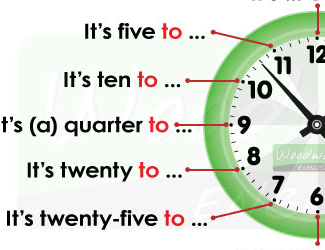 It's five to ...
11
12
It's ten to ...
10
t's (a) quarter to ...
9
8
It's twenty to ...
7
It's twenty-five to ...
6